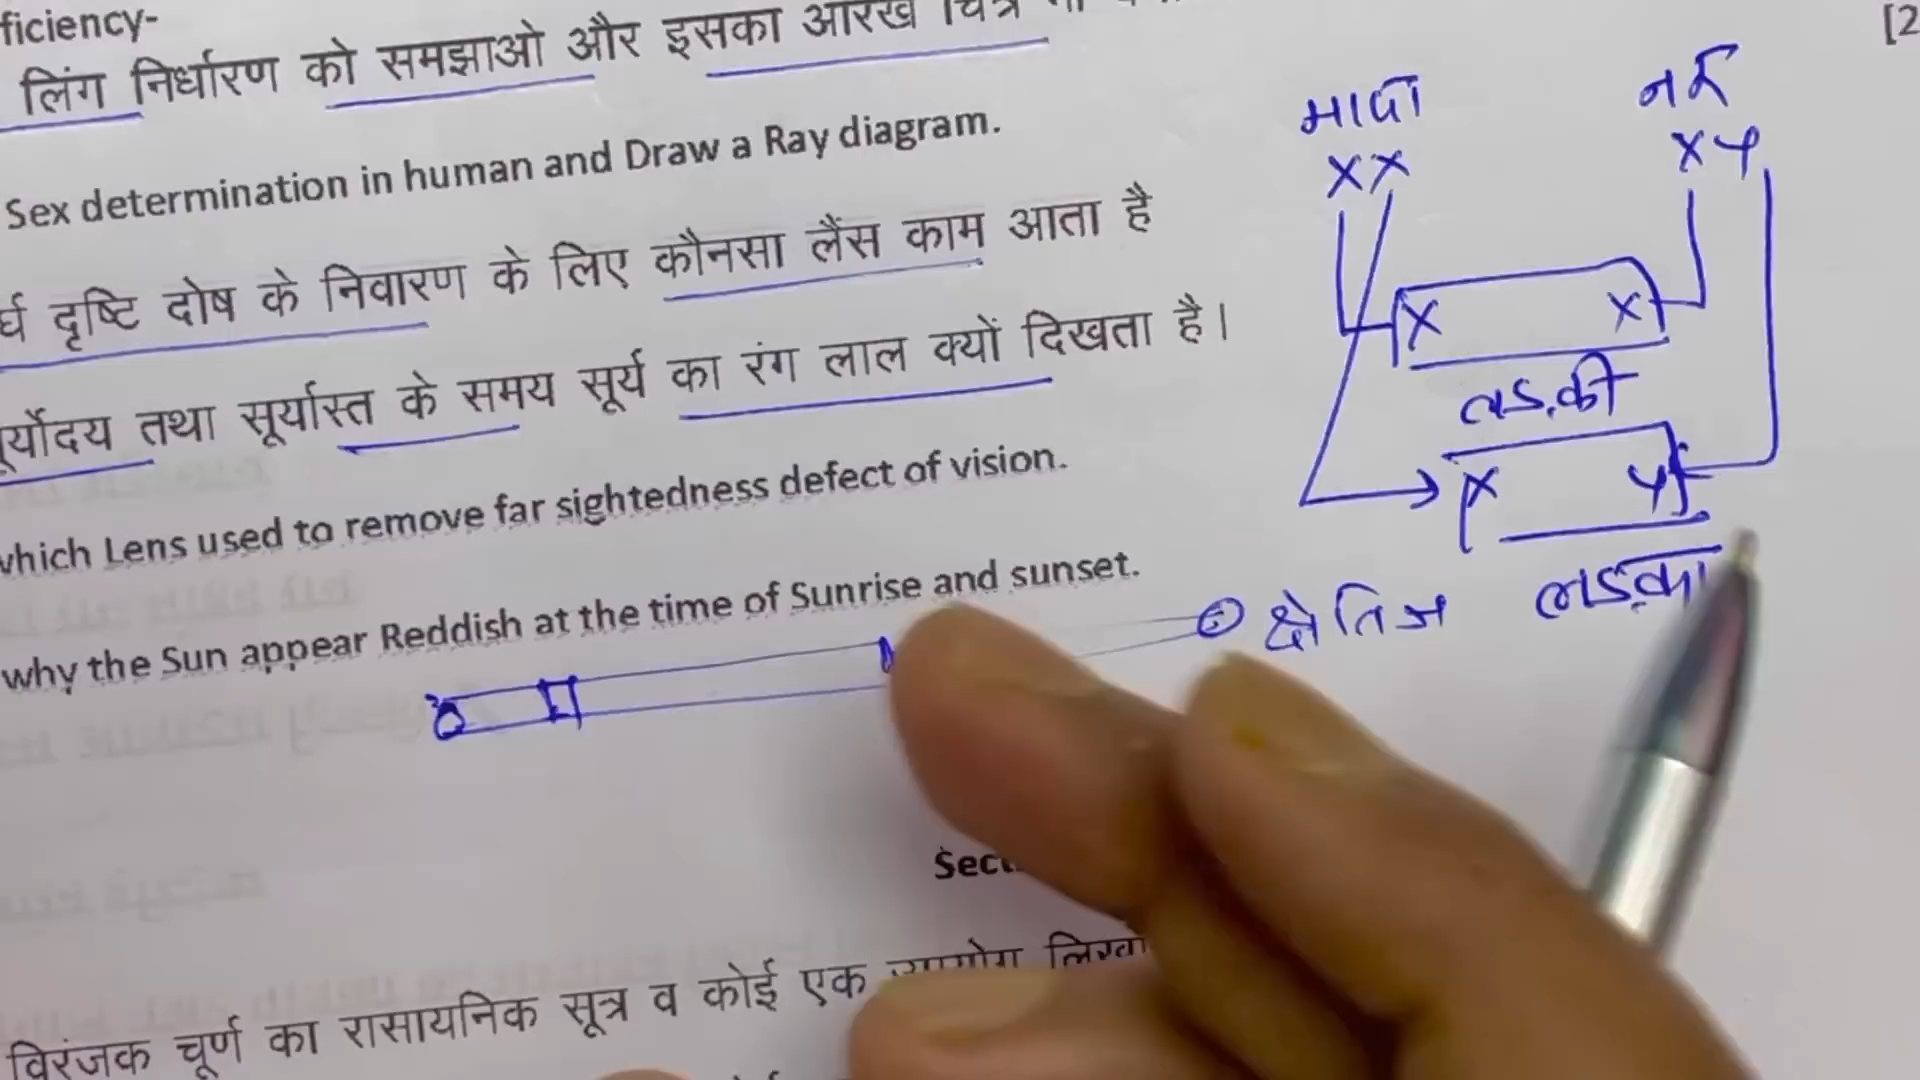 ficiency-
[2
लिंग निर्धारण को समझाओ और इसका आरेख चित्र
Sex determination in human and Draw a Ray diagram.
र्घ दृष्टि दोष के निवारण के लिए कौनसा लैंस काम आता है
ूर्योदय तथा सूर्यास्त के समय सूर्य का रंग लाल क्यों दिखता है।
which Lens used to remove far sightedness defect of vision.
why the Sun appear Reddish at the time of Sunrise and sunset.
मादा
नर
XX
XY
X X
लड़की
X Y
लड़का
क्षैतिज
विरंजक चूर्ण का रासायनिक सूत्र व कोई एक उपयोग